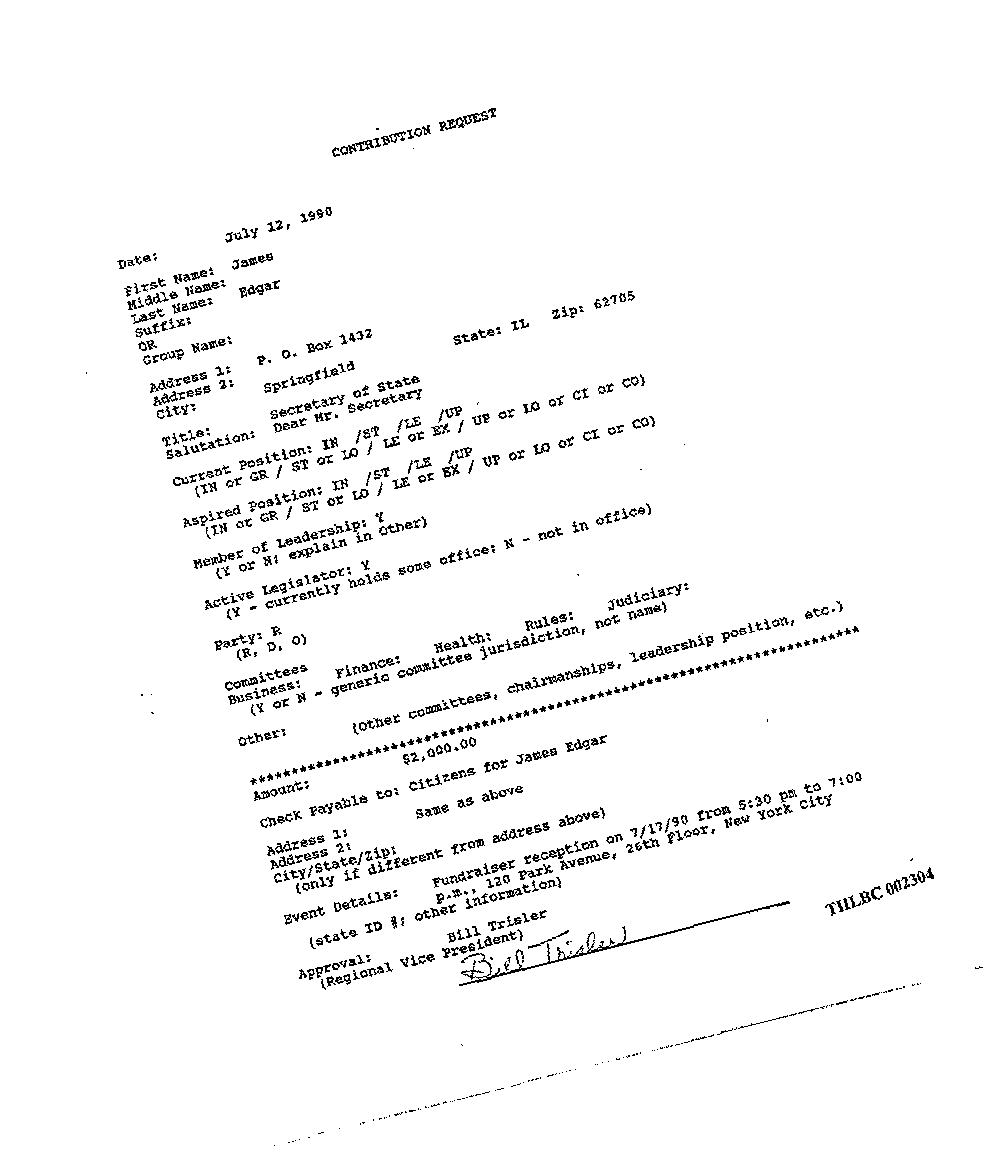 CONTRIBUTION REQUEST
Date: July 12, 1990
First Name: James
Middle Name:
Last Name: Edgar
Suffix:
OR
Group Name:
Address 1: P. O. Box 1432
Address 2:
City: Springfield State: IL Zip: 62705
Title: Secretary of State
Salutation: Dear Mr. Secretary
Current Position: IN /ST /LE /UP
(IN or GR / ST or LO / LE or EX / UP or LO or CI or CO)
Aspired Position: IN /ST /LE /UP
(IN or GR / ST or LO / LE or EX / UP or LO or CI or CO)
Member of Leadership: Y
(Y or N; explain in Other)
Active Legislator: Y
(Y - currently holds some office; N - not in office)
Party: R
(R, D, O)
Committees
Business: Finance: Health: Rules: Judiciary:
(Y or N - generic committee jurisdiction, not name)
Other: (Other committees, chairmanships, leadership position, etc.)
******************************************************************************
Amount: $2,000.00
Check Payable to: Citizens for James Edgar
Address 1: Same as above
Address 2:
City/State/Zip:
(only if different from address above)
Event Details: Fundraiser reception on 7/17/90 from 5:30 pm to 7:00
p.m., 120 Park Avenue, 26th Floor, New York City
(state ID #; other information)
Approval: Bill Trisler
(Regional Vice President)
Bill Trisler
TIILBC 002304